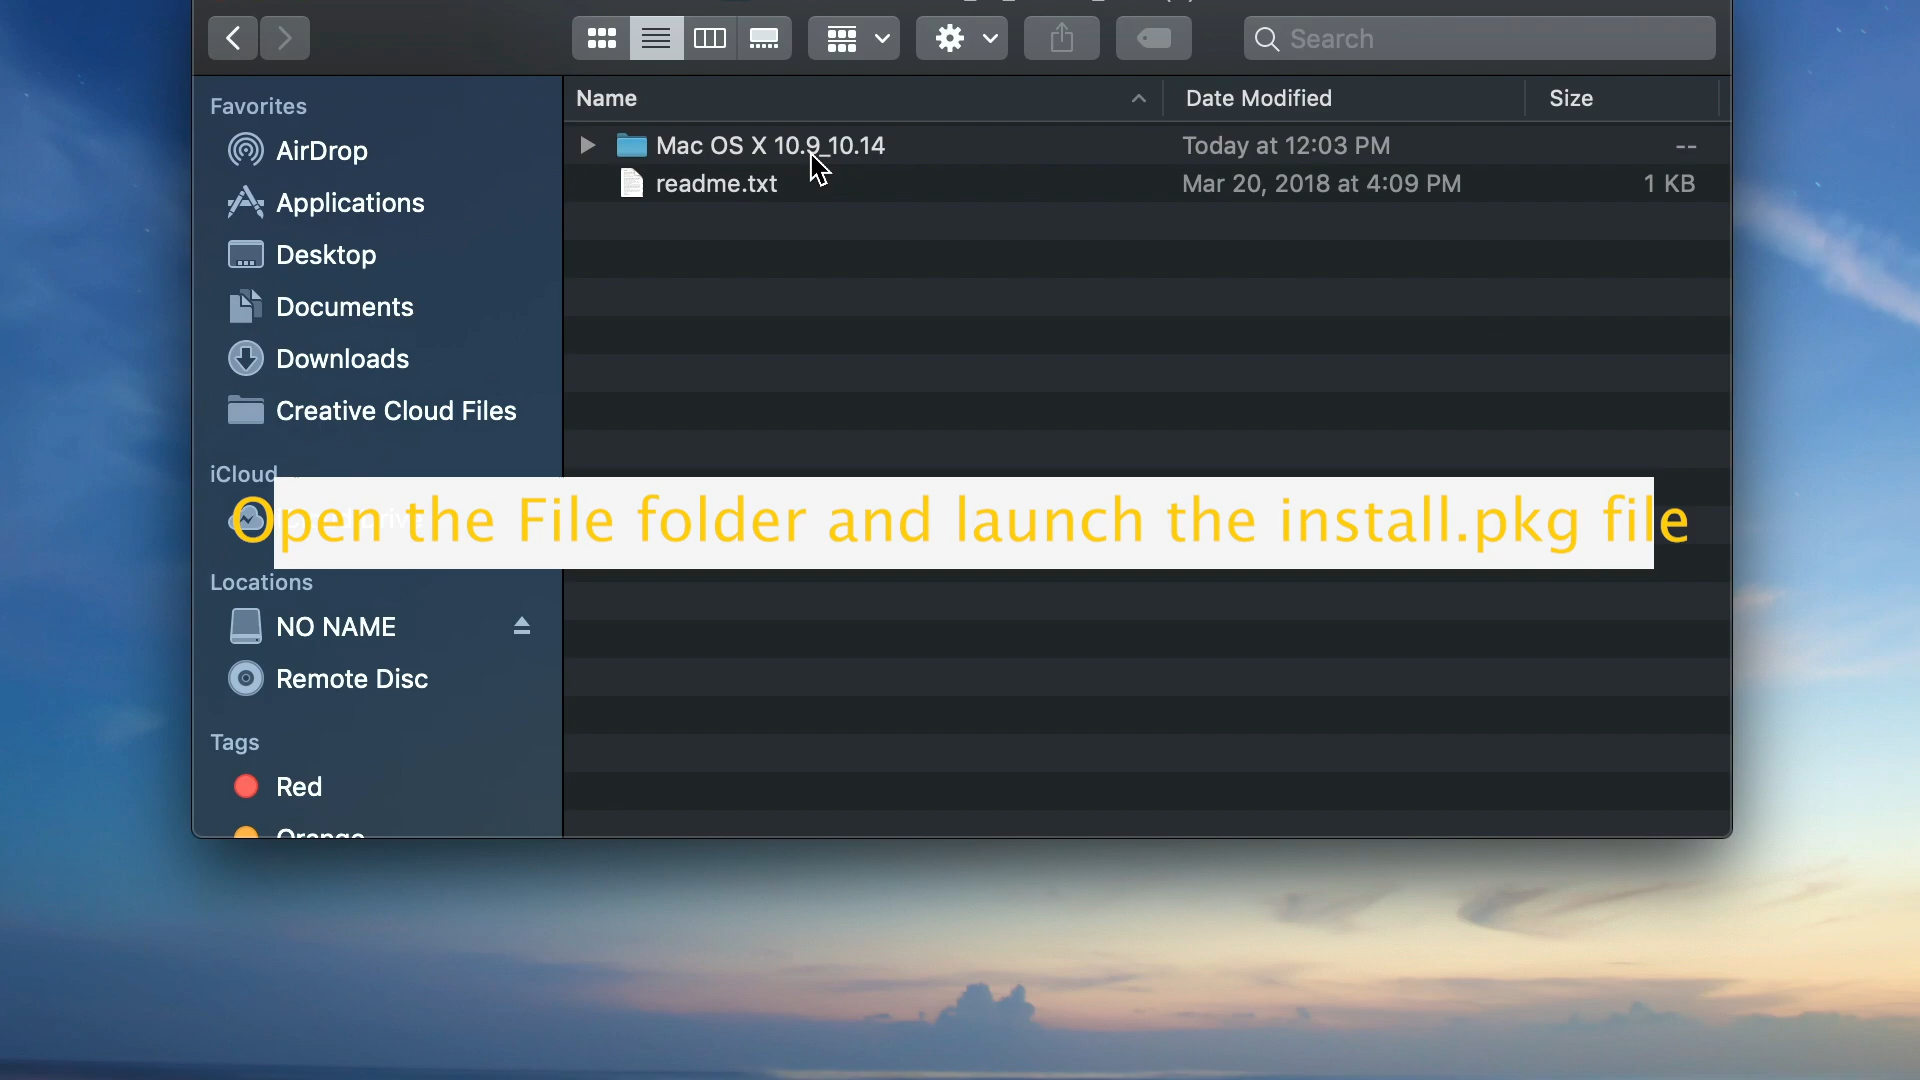 Search
Name
Date Modified
Size
Favorites
AirDrop
Mac OS X 10.9_10.14
Today at 12:03 PM
--
readme.txt
Mar 20, 2018 at 4:09 PM
1 KB
Applications
Desktop
Documents
Downloads
Creative Cloud Files
iCloud
Open the File folder and launch the install.pkg file
Locations
NO NAME
Remote Disc
Tags
Red
Orange